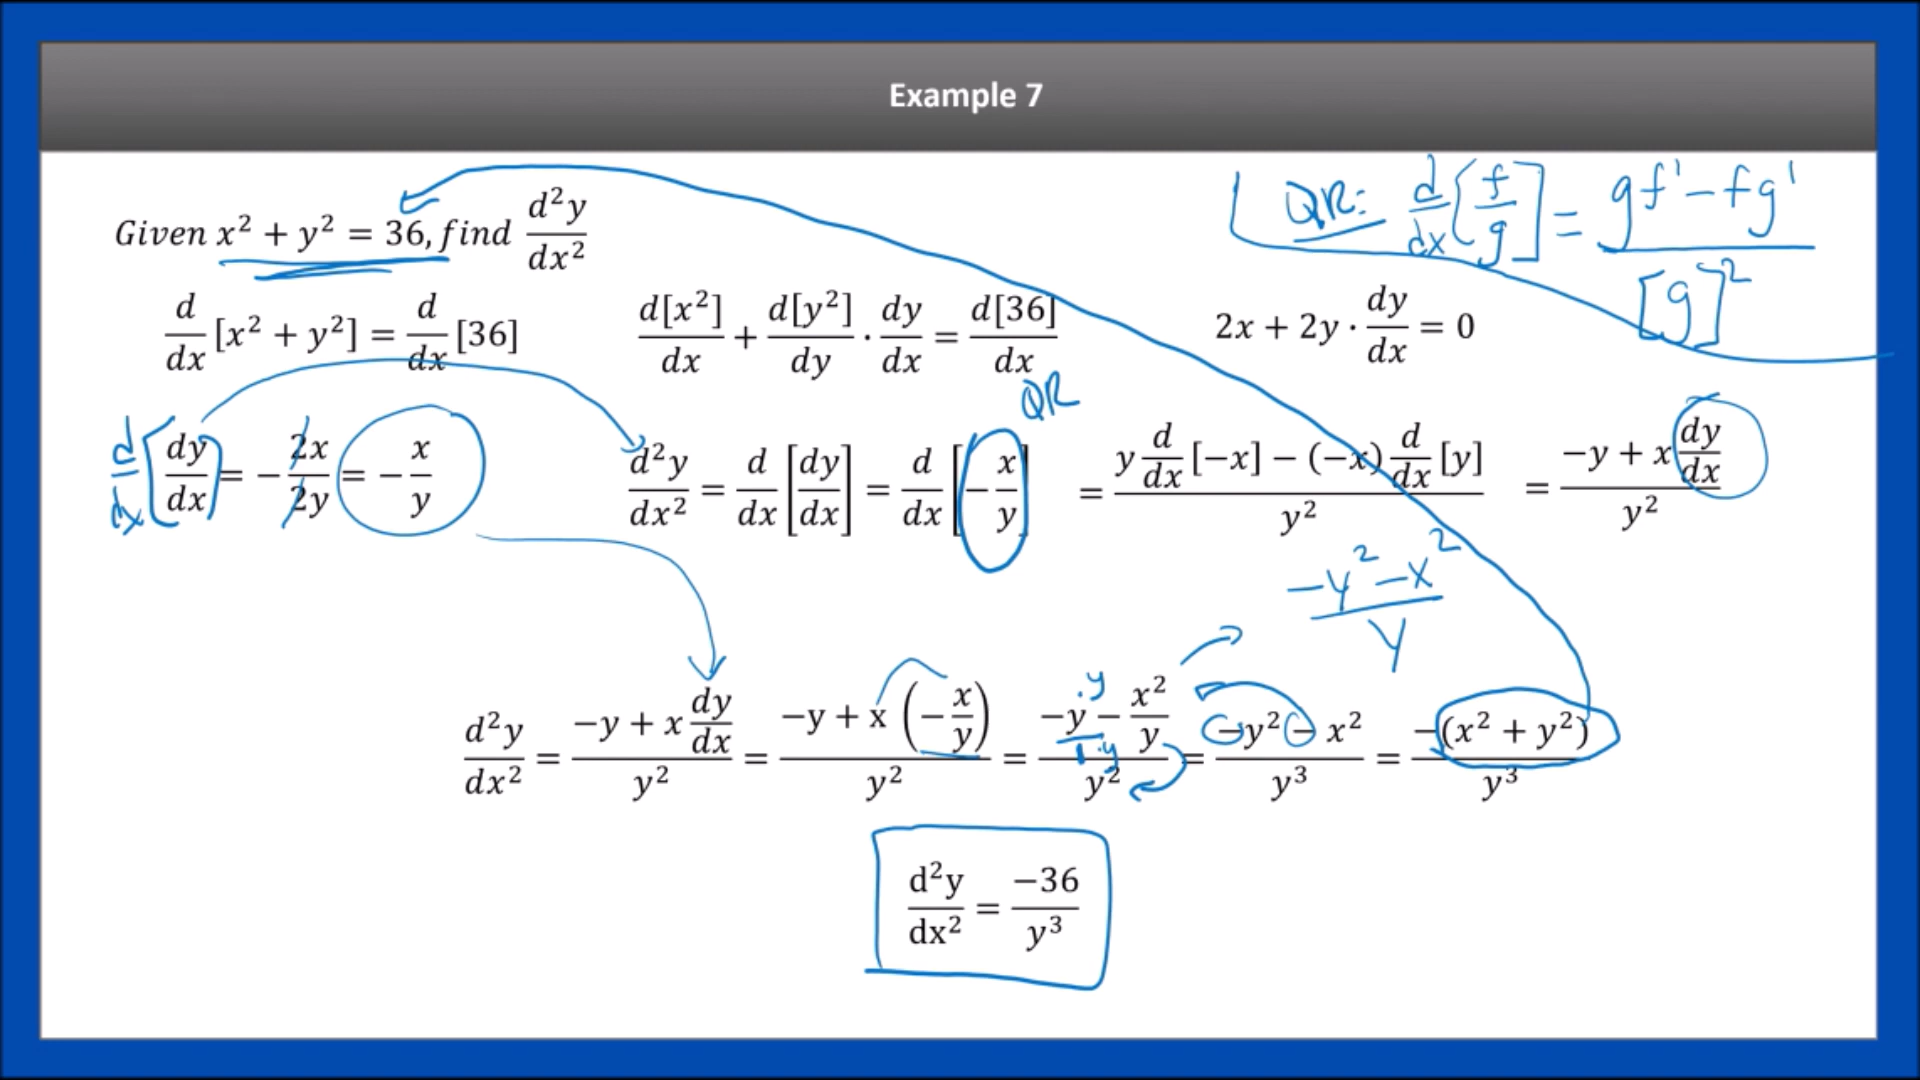 Example 7
QR: d/dx [f/g] = (gf' − fg')/[g]²
Given x² + y² = 36, find d²y/dx²
d/dx [x² + y²] = d/dx [36]    d[x²]/dx + d[y²]/dy · dy/dx = d[36]/dx    2x + 2y · dy/dx = 0
QR
d/dx [dy/dx] = − 2x/2y = − x/y    d²y/dx² = d/dx [dy/dx] = d/dx [− x/y] = (y d/dx [−x] − (−x) d/dx [y])/y² = (−y + x dy/dx)/y²
(−y² − x²)/y
·y
d²y/dx² = (−y + x dy/dx)/y² = (−y + x (− x/y))/y² = (−y − x²/y)/y² = (−y² − x²)/y³ = −(x² + y²)/y³
1·y
d²y/dx² = −36/y³